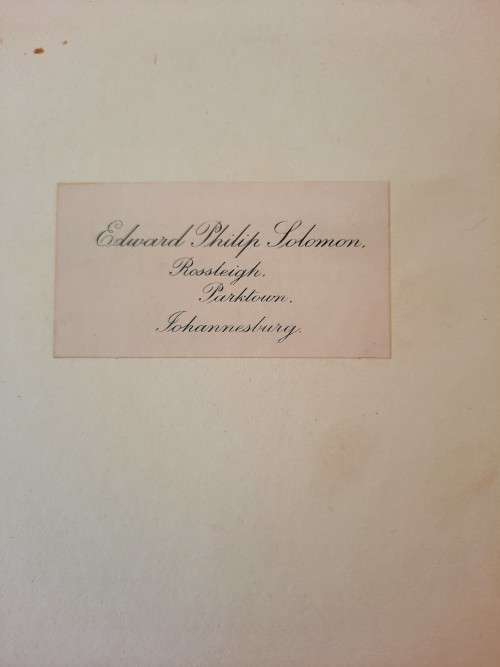 Edward Philip Solomon.
Rossleigh.
Parktown.
Johannesburg.